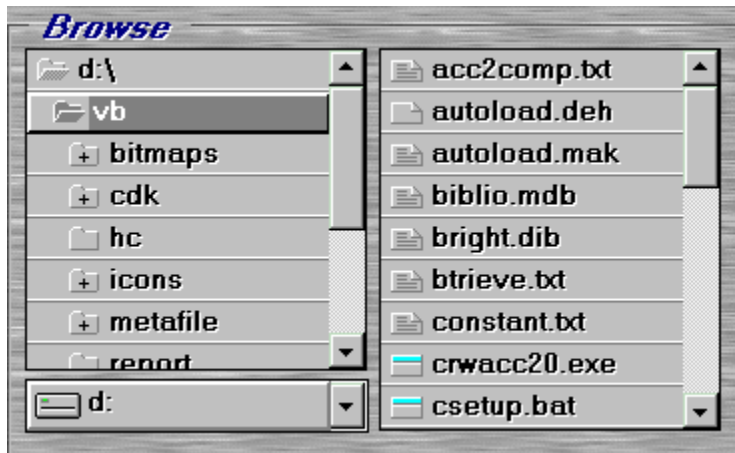 Browse
d:\
vb
bitmaps
cdk
hc
icons
metafile
report
d:
acc2comp.txt
autoload.deh
autoload.mak
biblio.mdb
bright.dib
btrieve.txt
constant.txt
crwacc20.exe
csetup.bat